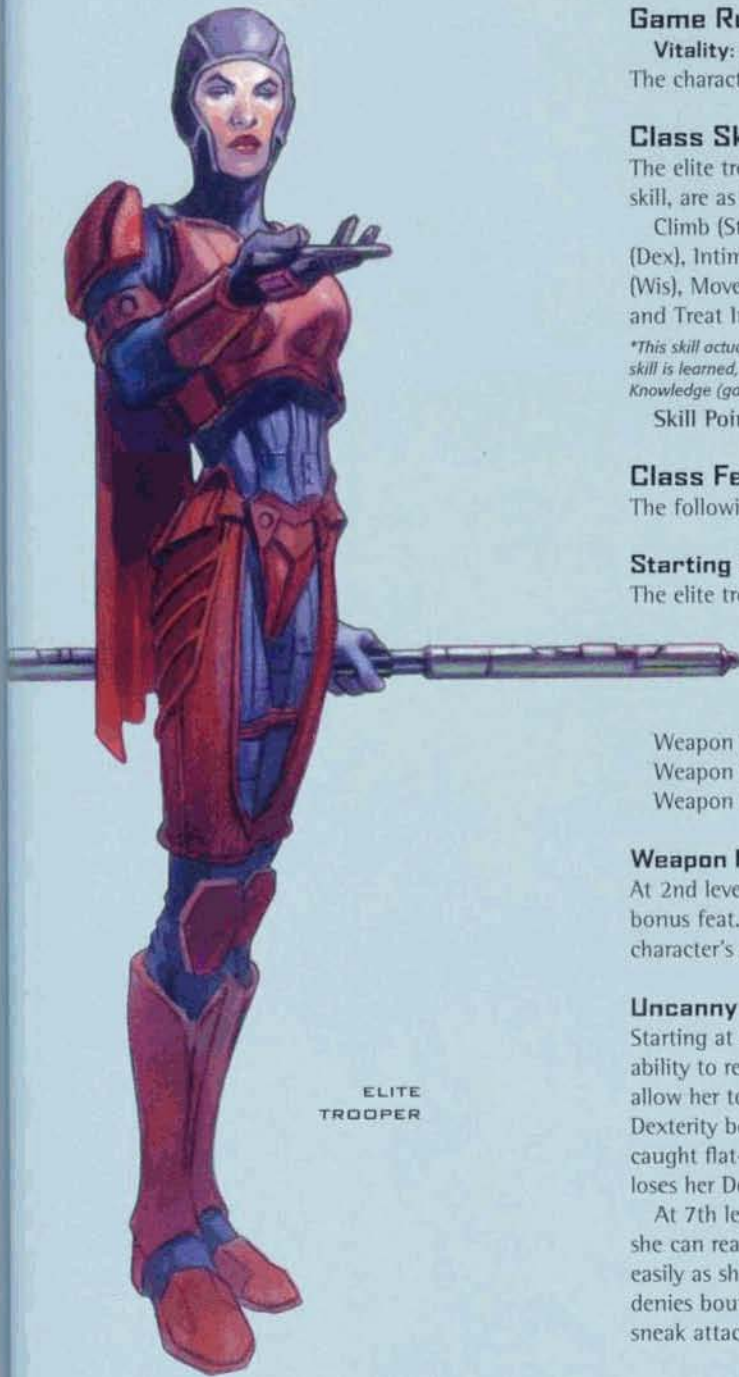 Game R
Vitality:
The charact
Class Sk
The elite tr
skill, are as
Climb (St
(Dex), Intim
(Wis), Move
and Treat I
*This skill actu
skill is learned,
Knowledge (ga
Skill Poin
Class Fe
The followi
Starting
The elite tr
Weapon
Weapon
Weapon
Weapon
At 2nd leve
bonus feat.
character's
Uncanny
Starting at
ability to re
allow her to
Dexterity b
caught flat-
loses her De
At 7th le
she can rea
easily as sh
denies bou
sneak attac
ELITE
TROOPER